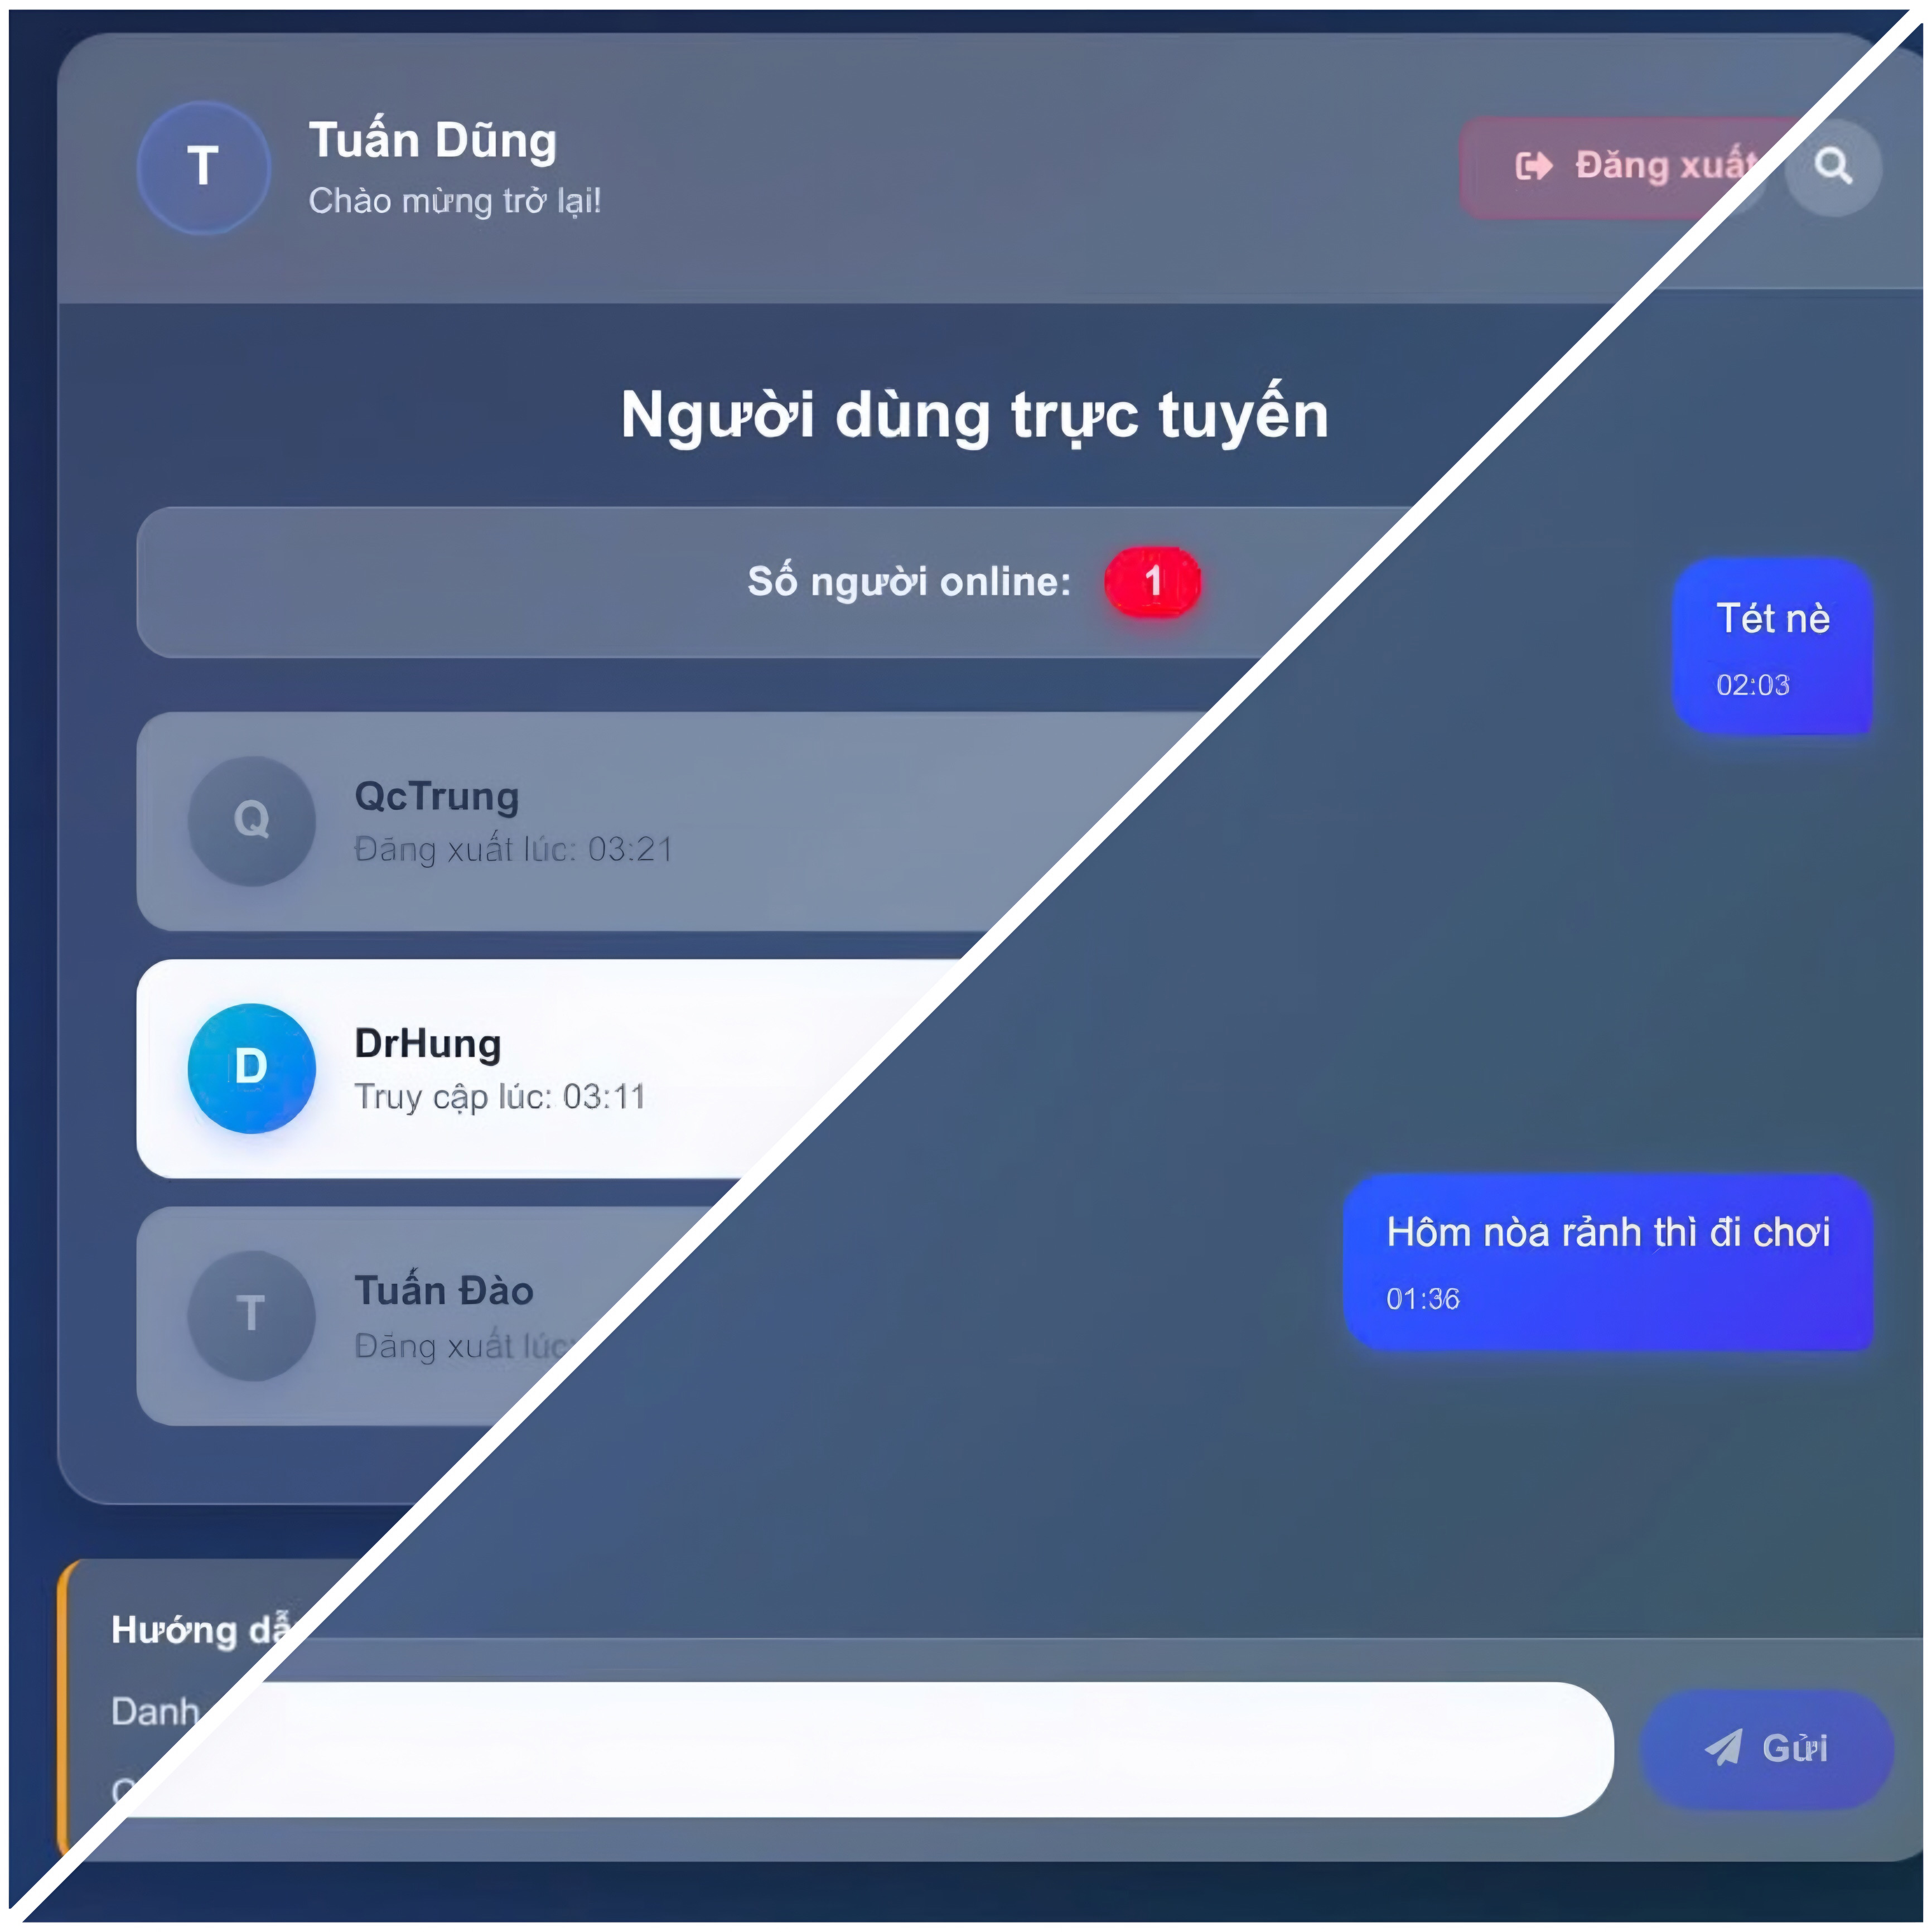 T
Tuấn Dũng
Chào mừng trở lại!
Đăng xuất
Người dùng trực tuyến
Số người online: 1
Q
QcTrung
Đăng xuất lúc: 03:21
D
DrHung
Truy cập lúc: 03:11
T
Tuấn Đào
Đăng xuất lúc:
Hướng
Danh
Tét nè
02:03
Hôm nòa rảnh thì đi chơi
01:36
Gửi